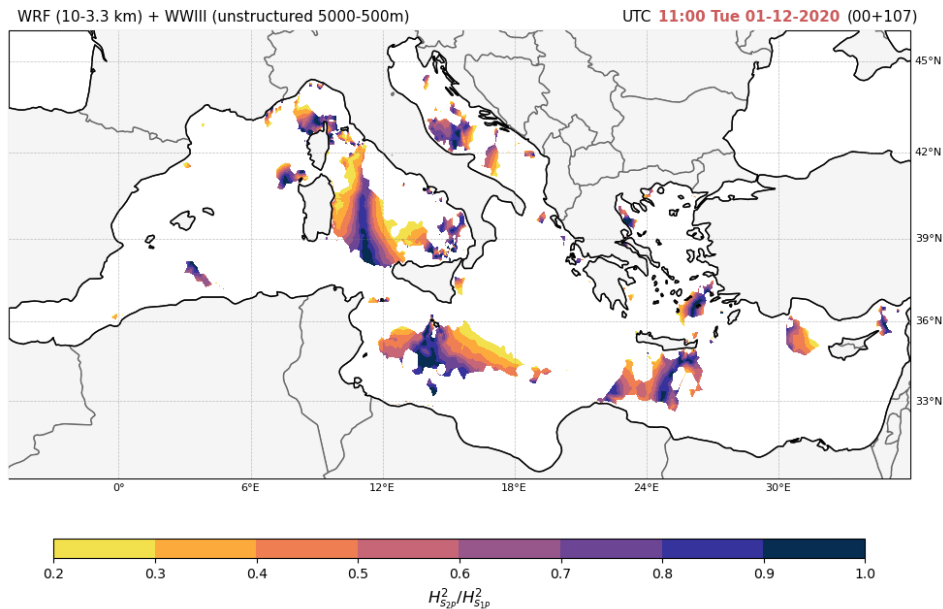 WRF (10-3.3 km) + WWIII (unstructured 5000-500m) UTC 11:00 Tue 01-12-2020 (00+107)
45°N
42°N
39°N
36°N
33°N
0° 6°E 12°E 18°E 24°E 30°E
0.2 0.3 0.4 0.5 0.6 0.7 0.8 0.9 1.0
H²ₛ₂ₚ/H²ₛ₁ₚ